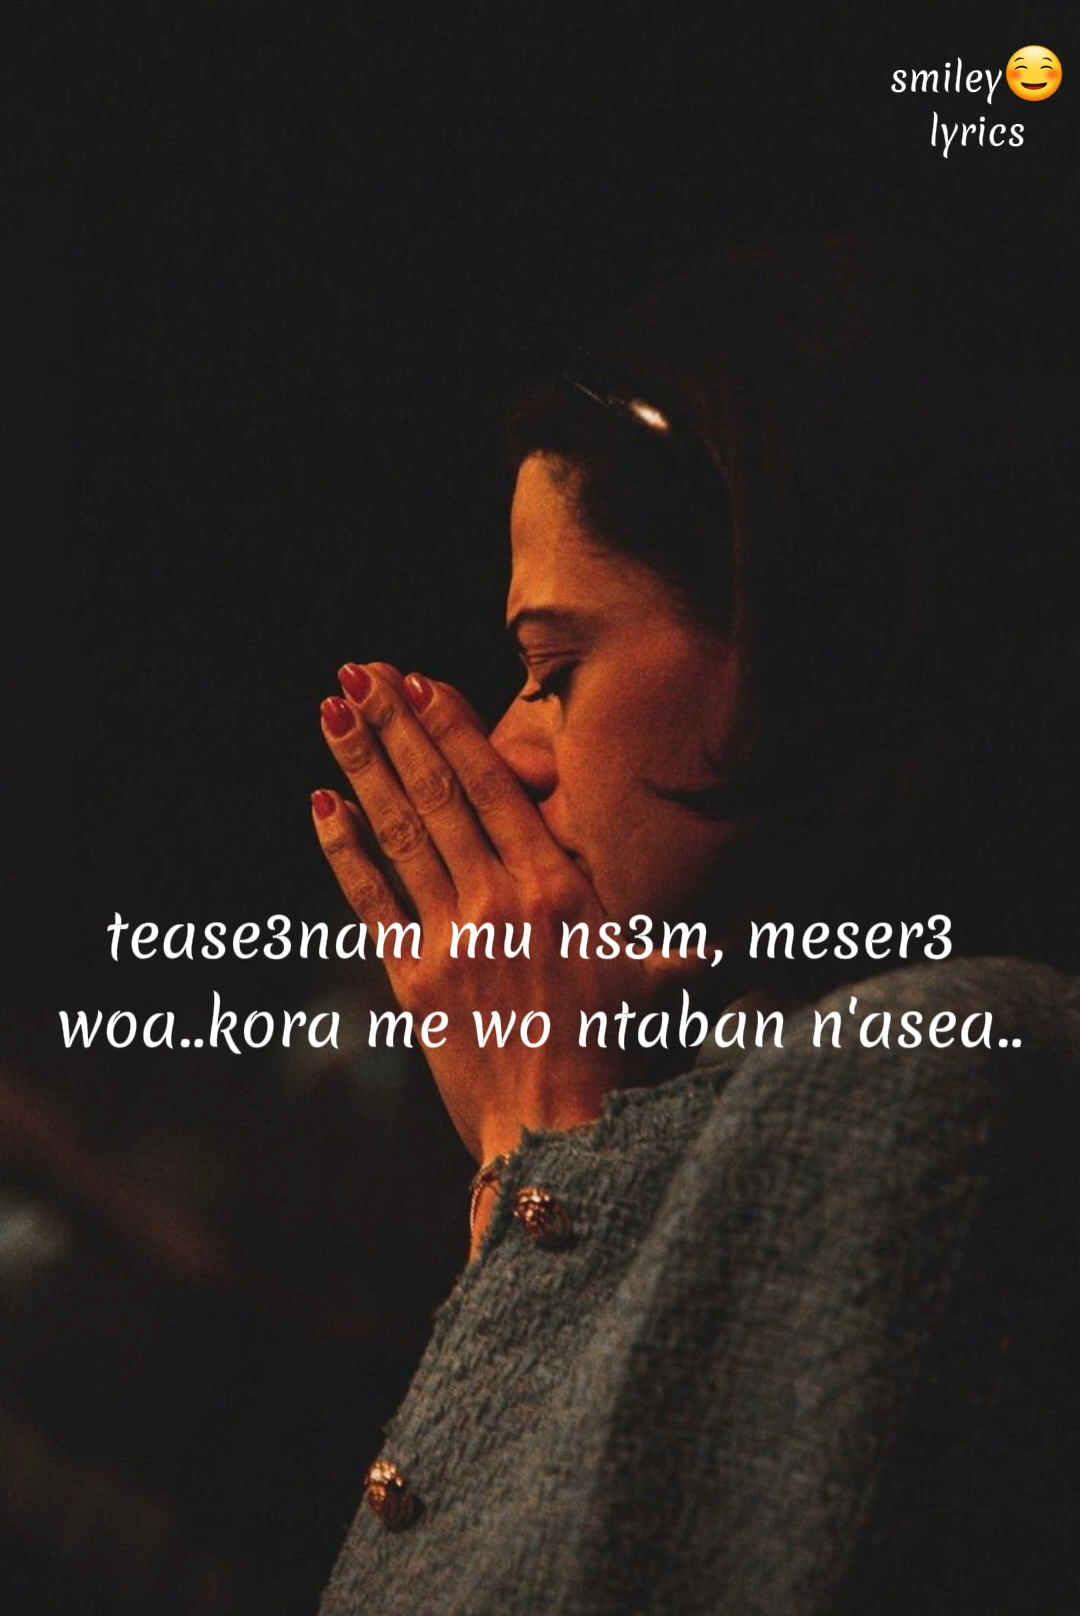 smiley😊
lyrics
tease3nam mu ns3m, meser3
woa..kora me wo ntaban n'asea..